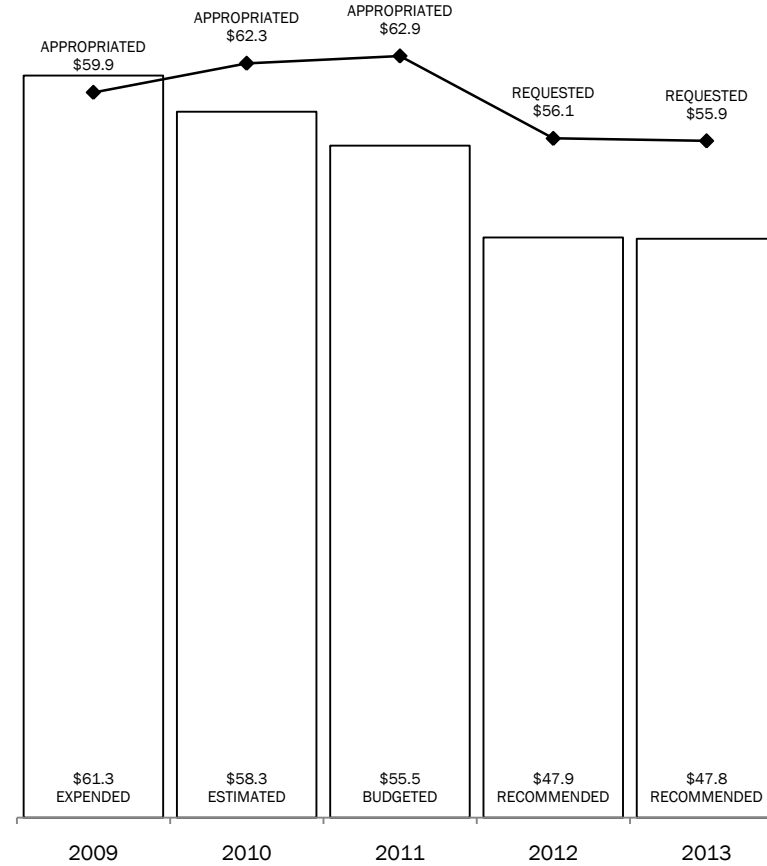 APPROPRIATED
$59.9
APPROPRIATED
$62.3
APPROPRIATED
$62.9
REQUESTED
$56.1
REQUESTED
$55.9
$61.3
EXPENDED
$58.3
ESTIMATED
$55.5
BUDGETED
$47.9
RECOMMENDED
$47.8
RECOMMENDED
2009
2010
2011
2012
2013